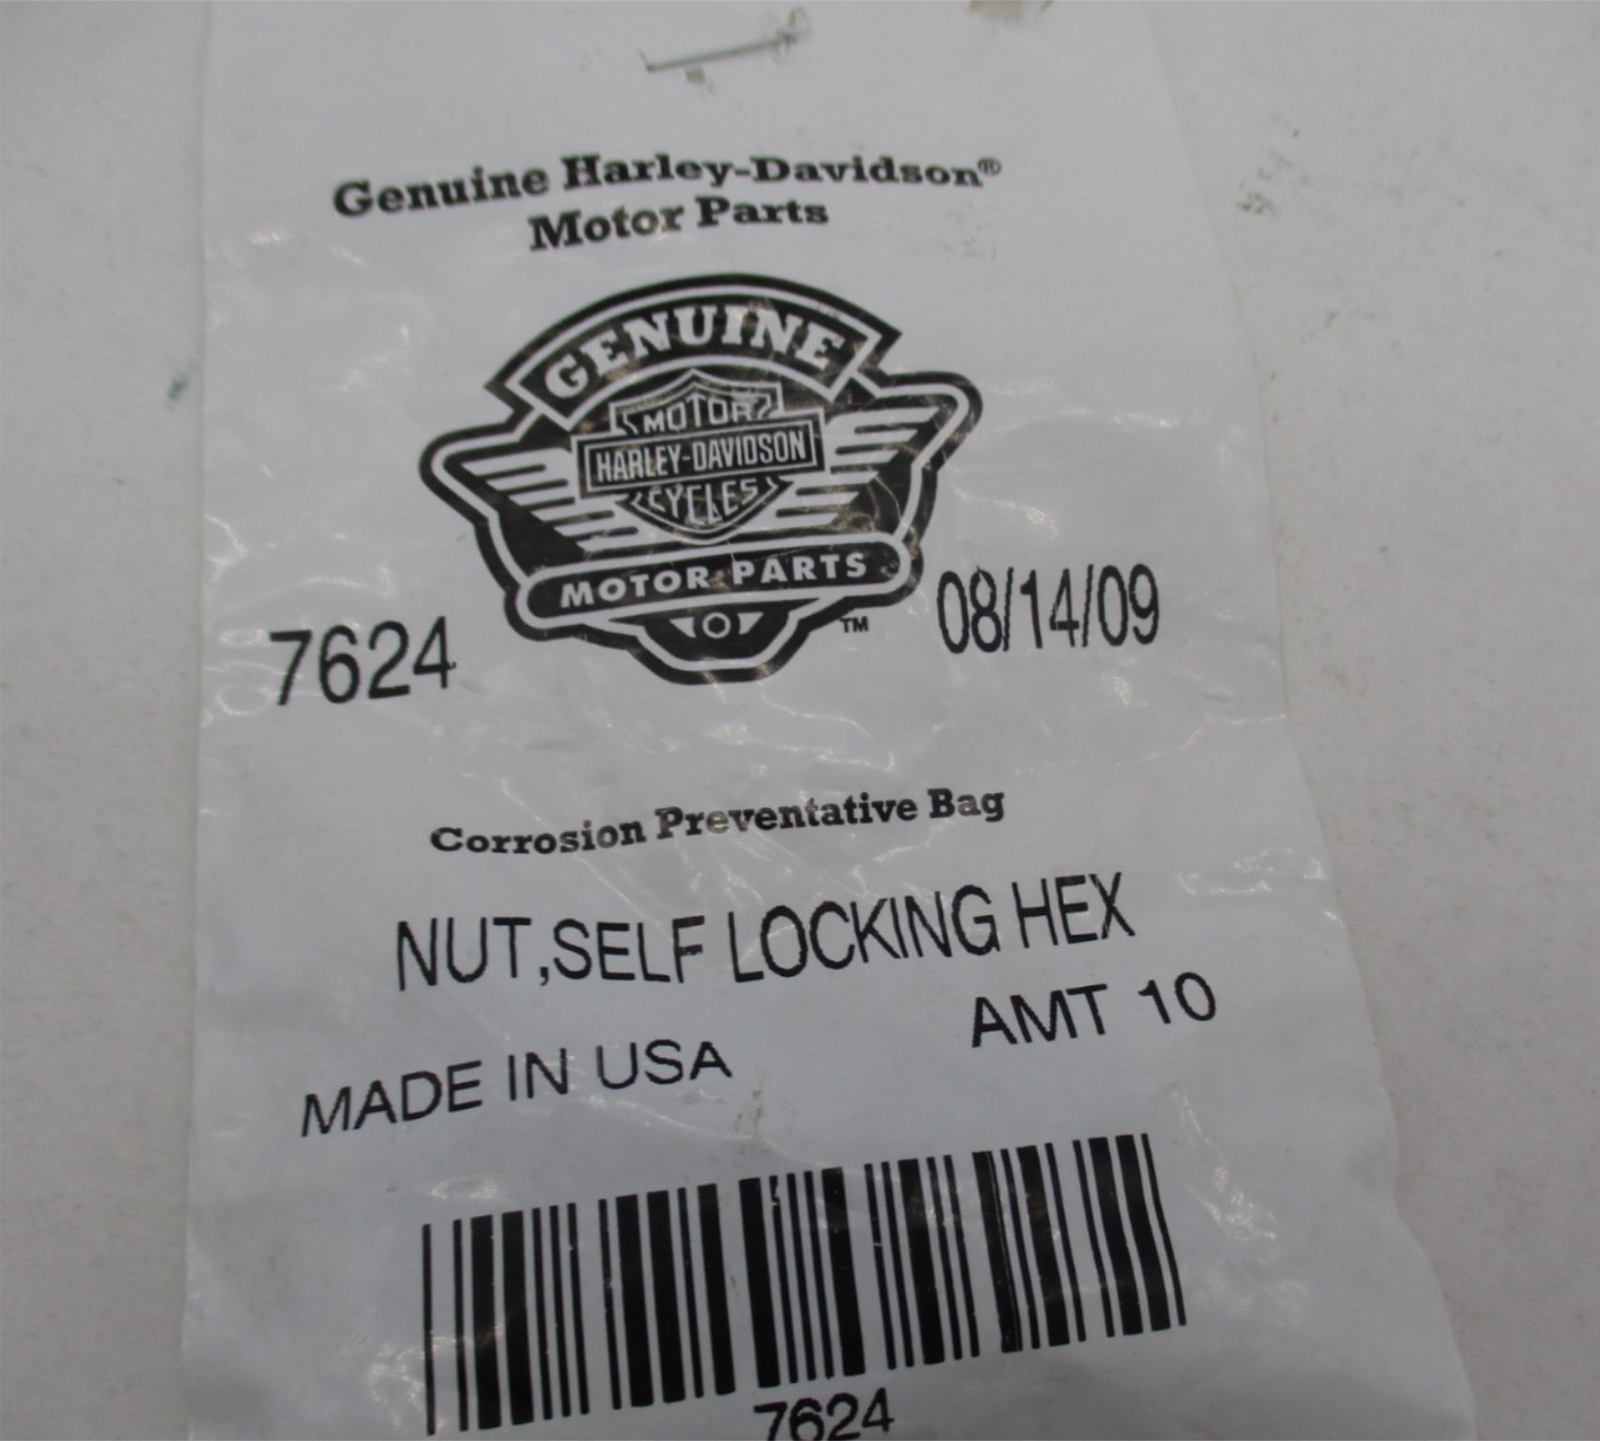 Genuine Harley-Davidson®
Motor Parts
GENUINE
MOTOR
HARLEY-DAVIDSON
CYCLES
MOTOR PARTS
TM
7624
08/14/09
Corrosion Preventative Bag
NUT,SELF LOCKING HEX
AMT 10
MADE IN USA
7624